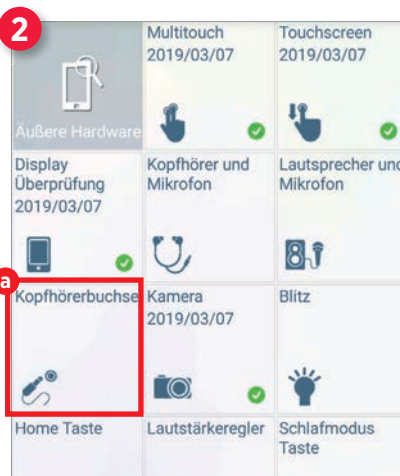 2
Äußere Hardware
Multitouch
2019/03/07
Touchscreen
2019/03/07
Display
Überprüfung
2019/03/07
Kopfhörer und
Mikrofon
Lautsprecher und
Mikrofon
a
Kopfhörerbuchse
Kamera
2019/03/07
Blitz
Home Taste
Lautstärkeregler
Schlafmodus
Taste